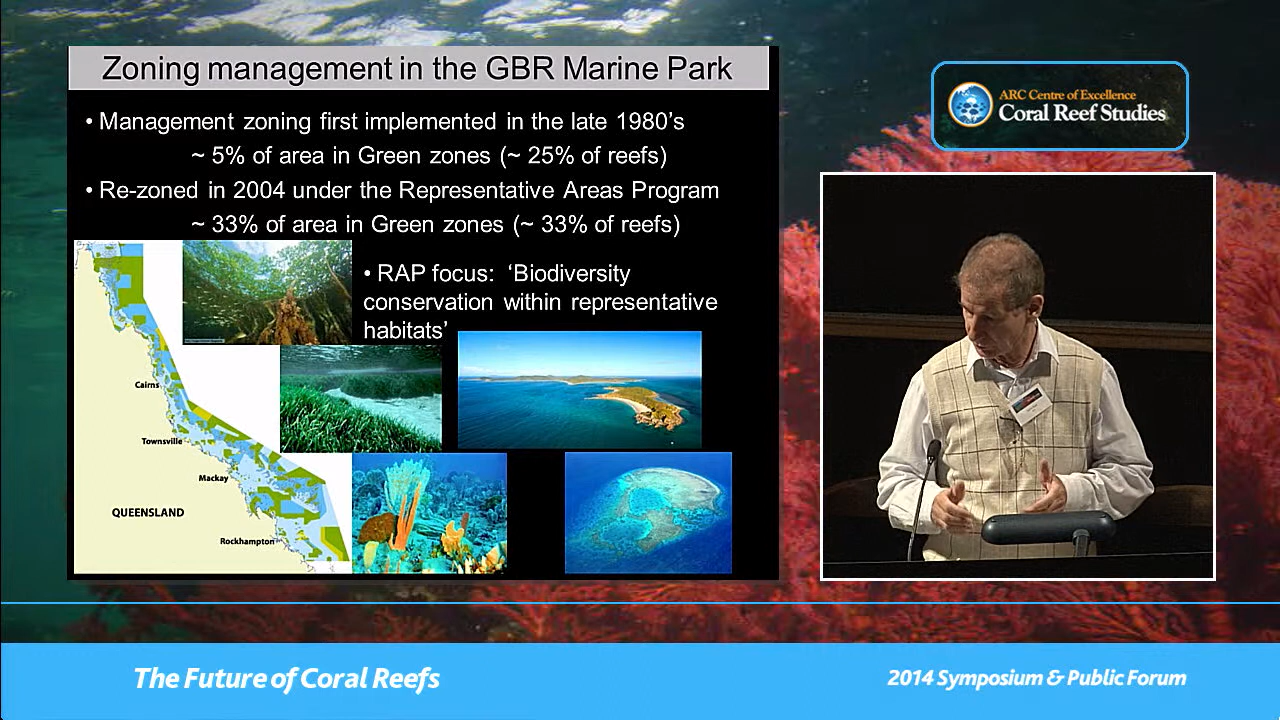 Zoning management in the GBR Marine Park
• Management zoning first implemented in the late 1980's
~ 5% of area in Green zones (~ 25% of reefs)
• Re-zoned in 2004 under the Representative Areas Program
~ 33% of area in Green zones (~ 33% of reefs)
• RAP focus: 'Biodiversity
conservation within representative
habitats'
Cairns
Townsville
Mackay
QUEENSLAND
Rockhampton
ARC Centre of Excellence
Coral Reef Studies
The Future of Coral Reefs
2014 Symposium & Public Forum